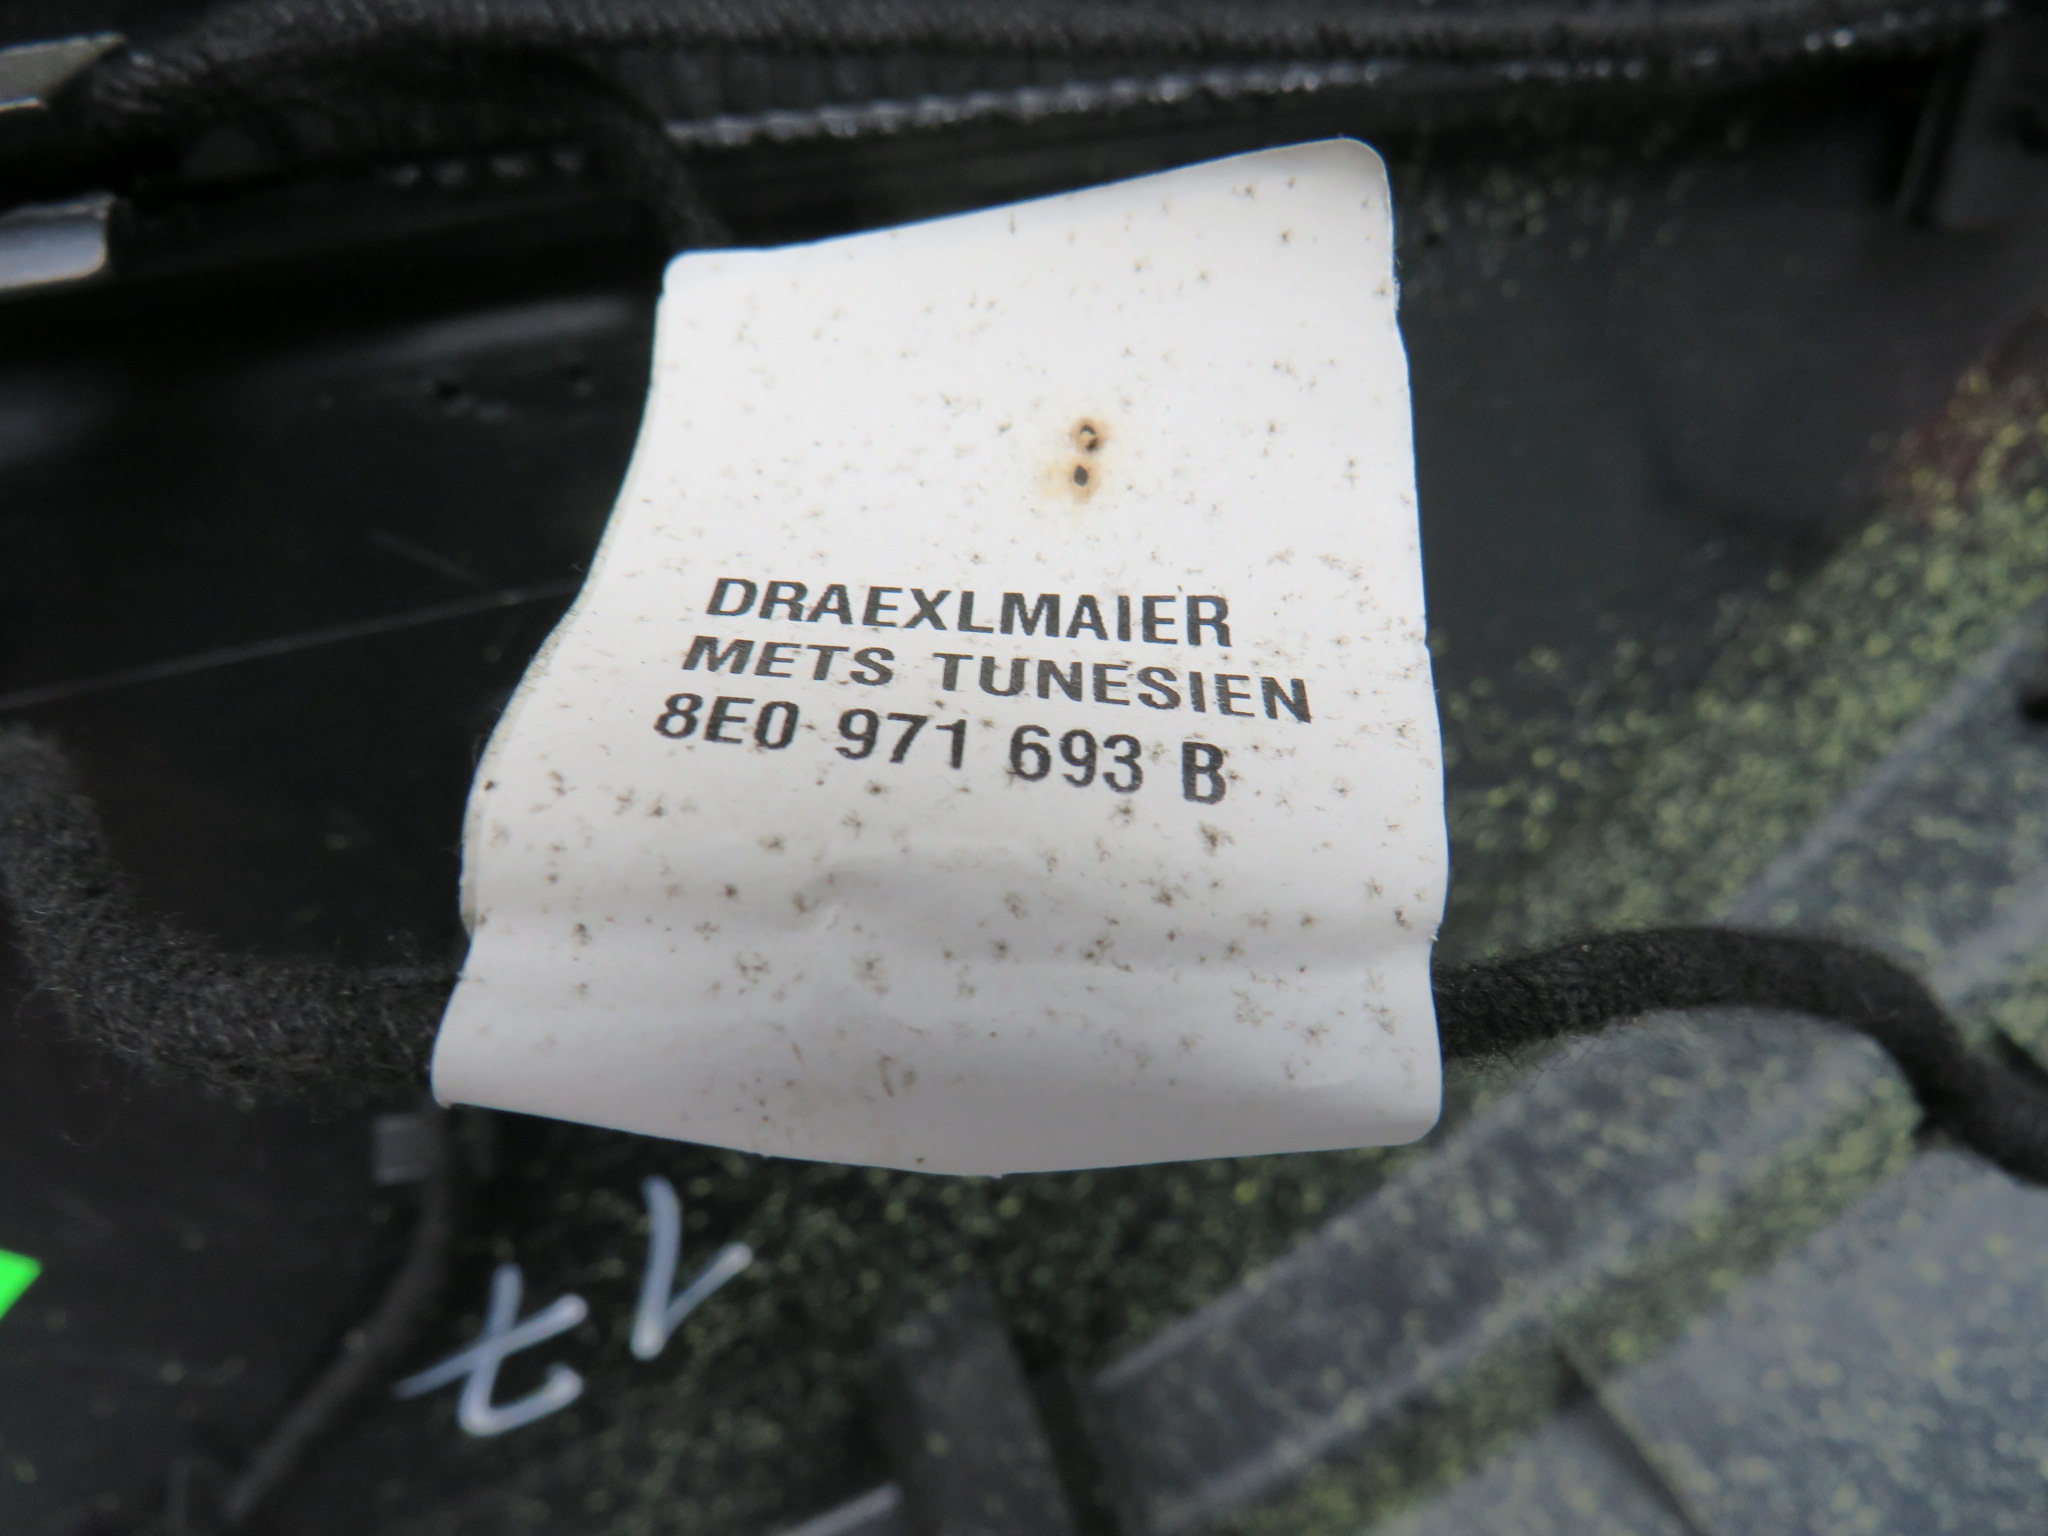 DRAEXLMAIER
METS TUNESIEN
8E0 971 693 B